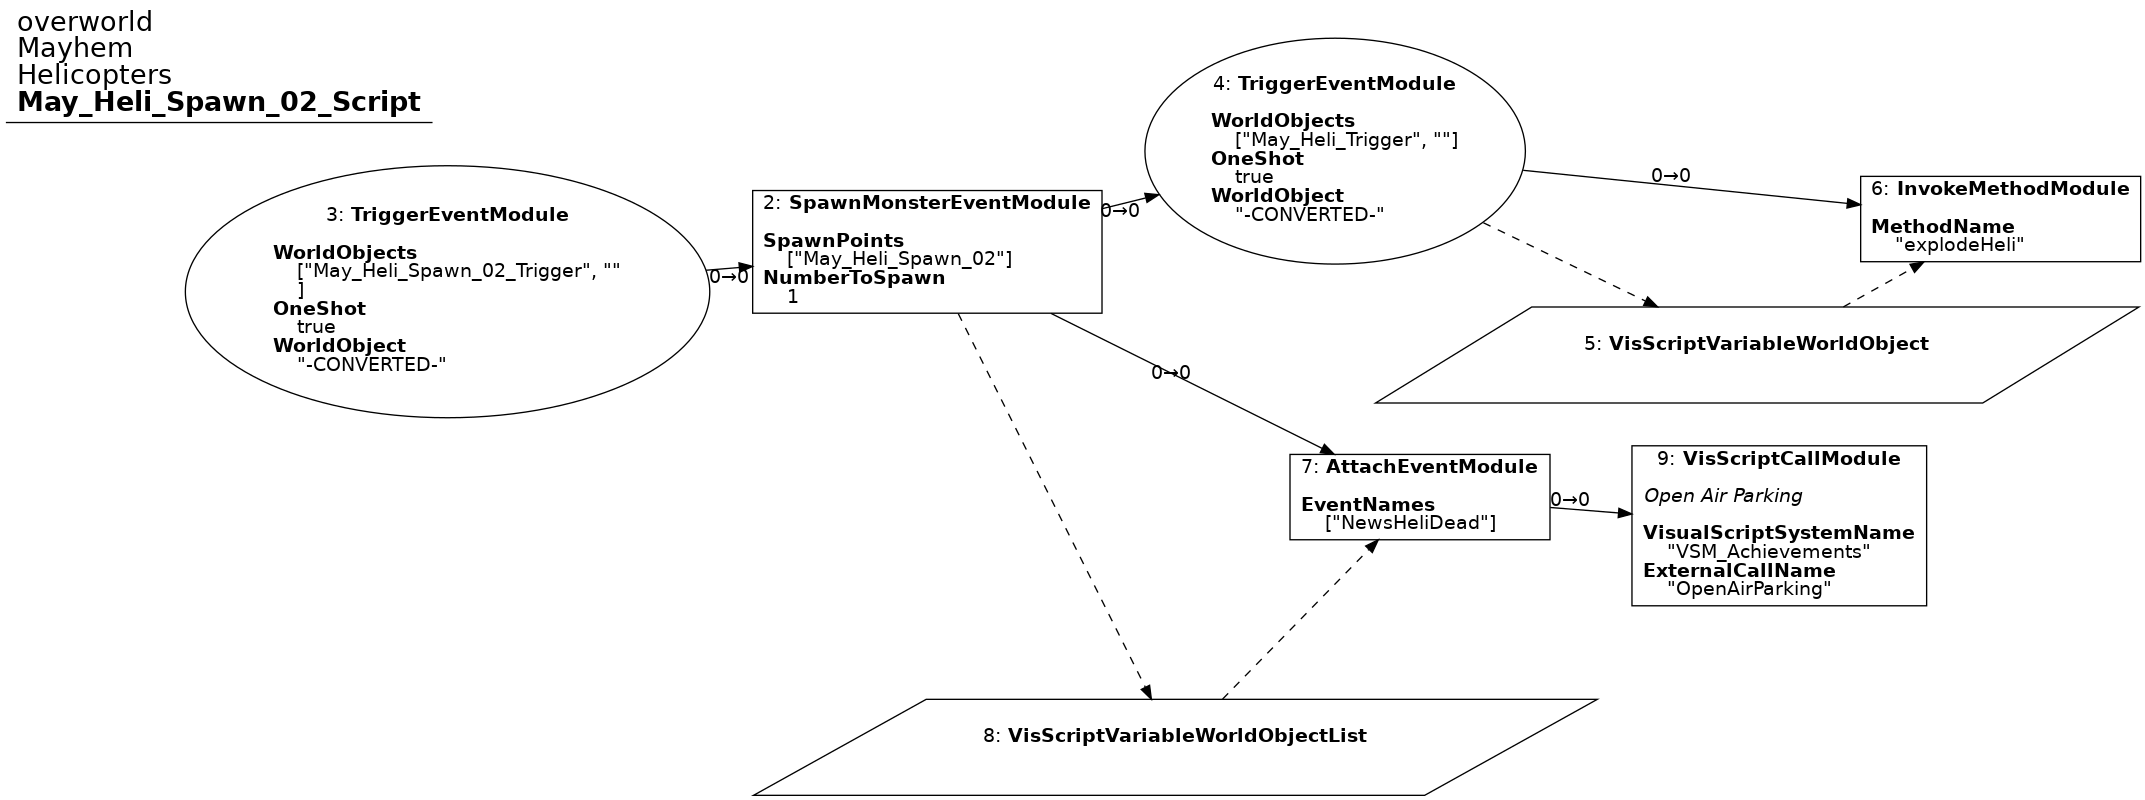 overworld
Mayhem
Helicopters
May_Heli_Spawn_02_Script
3: TriggerEventModule
WorldObjects
["May_Heli_Spawn_02_Trigger", ""
]
OneShot
true
WorldObject
"-CONVERTED-"
0→0
2: SpawnMonsterEventModule
SpawnPoints
["May_Heli_Spawn_02"]
NumberToSpawn
1
0→0
4: TriggerEventModule
WorldObjects
["May_Heli_Trigger", ""]
OneShot
true
WorldObject
"-CONVERTED-"
0→0
6: InvokeMethodModule
MethodName
"explodeHeli"
5: VisScriptVariableWorldObject
0→0
7: AttachEventModule
EventNames
["NewsHeliDead"]
0→0
9: VisScriptCallModule
Open Air Parking
VisualScriptSystemName
"VSM_Achievements"
ExternalCallName
"OpenAirParking"
8: VisScriptVariableWorldObjectList